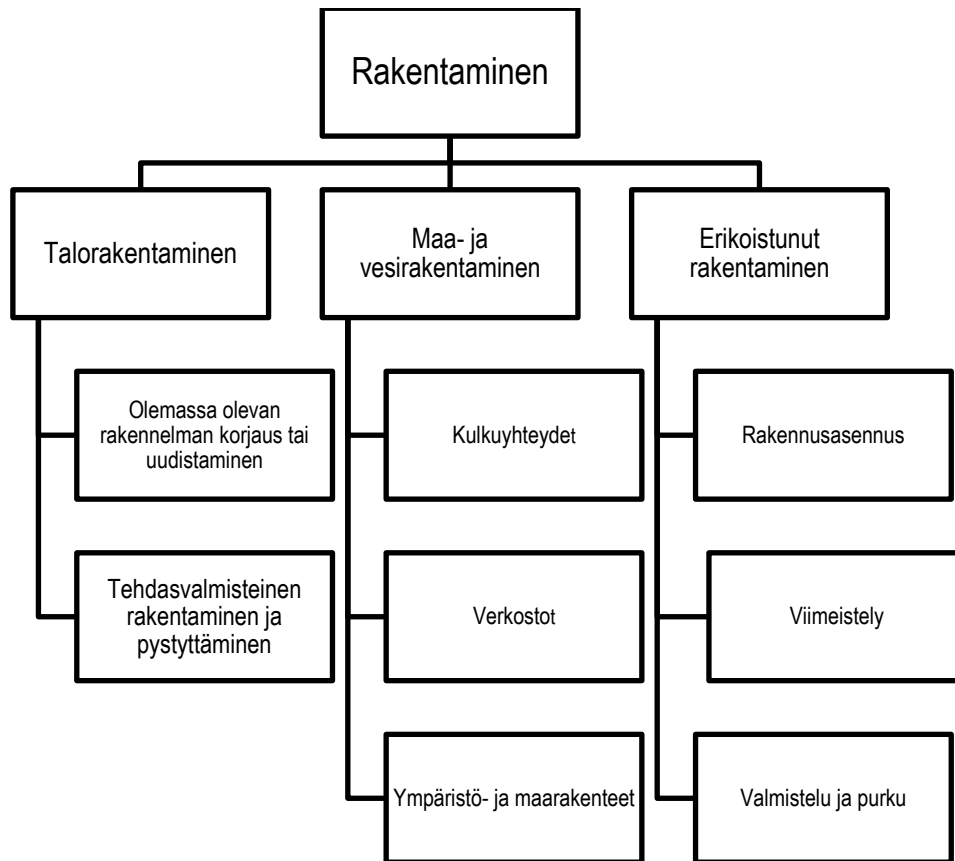 Rakentaminen
Talorakentaminen
Maa- ja
vesirakentaminen
Erikoistunut
rakentaminen
Olemassa olevan
rakennelman korjaus tai
uudistaminen
Kulkuyhteydet
Rakennusasennus
Tehdasvalmisteinen
rakentaminen ja
pystyttäminen
Verkostot
Viimeistely
Ympäristö- ja maarakenteet
Valmistelu ja purku